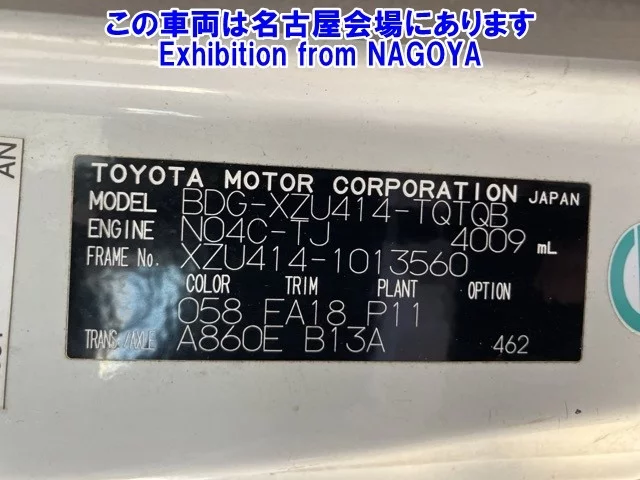 この車両は名古屋会場にあります
Exhibition from NAGOYA
AN
TOYOTA MOTOR CORPORATION JAPAN
MODEL BDG-XZU414-TQTQB
ENGINE N04C-TJ 4009 mL
FRAME No. XZU414-1013560
COLOR TRIM PLANT OPTION
058 EA18 P11
TRANS./AXLE A860E B13A 462